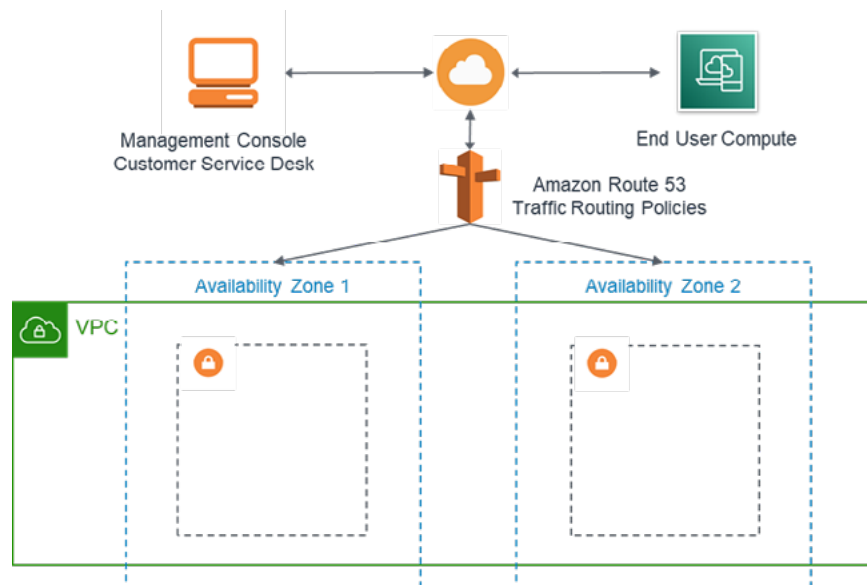 Management Console
Customer Service Desk
End User Compute
Amazon Route 53
Traffic Routing Policies
Availability Zone 1
Availability Zone 2
VPC